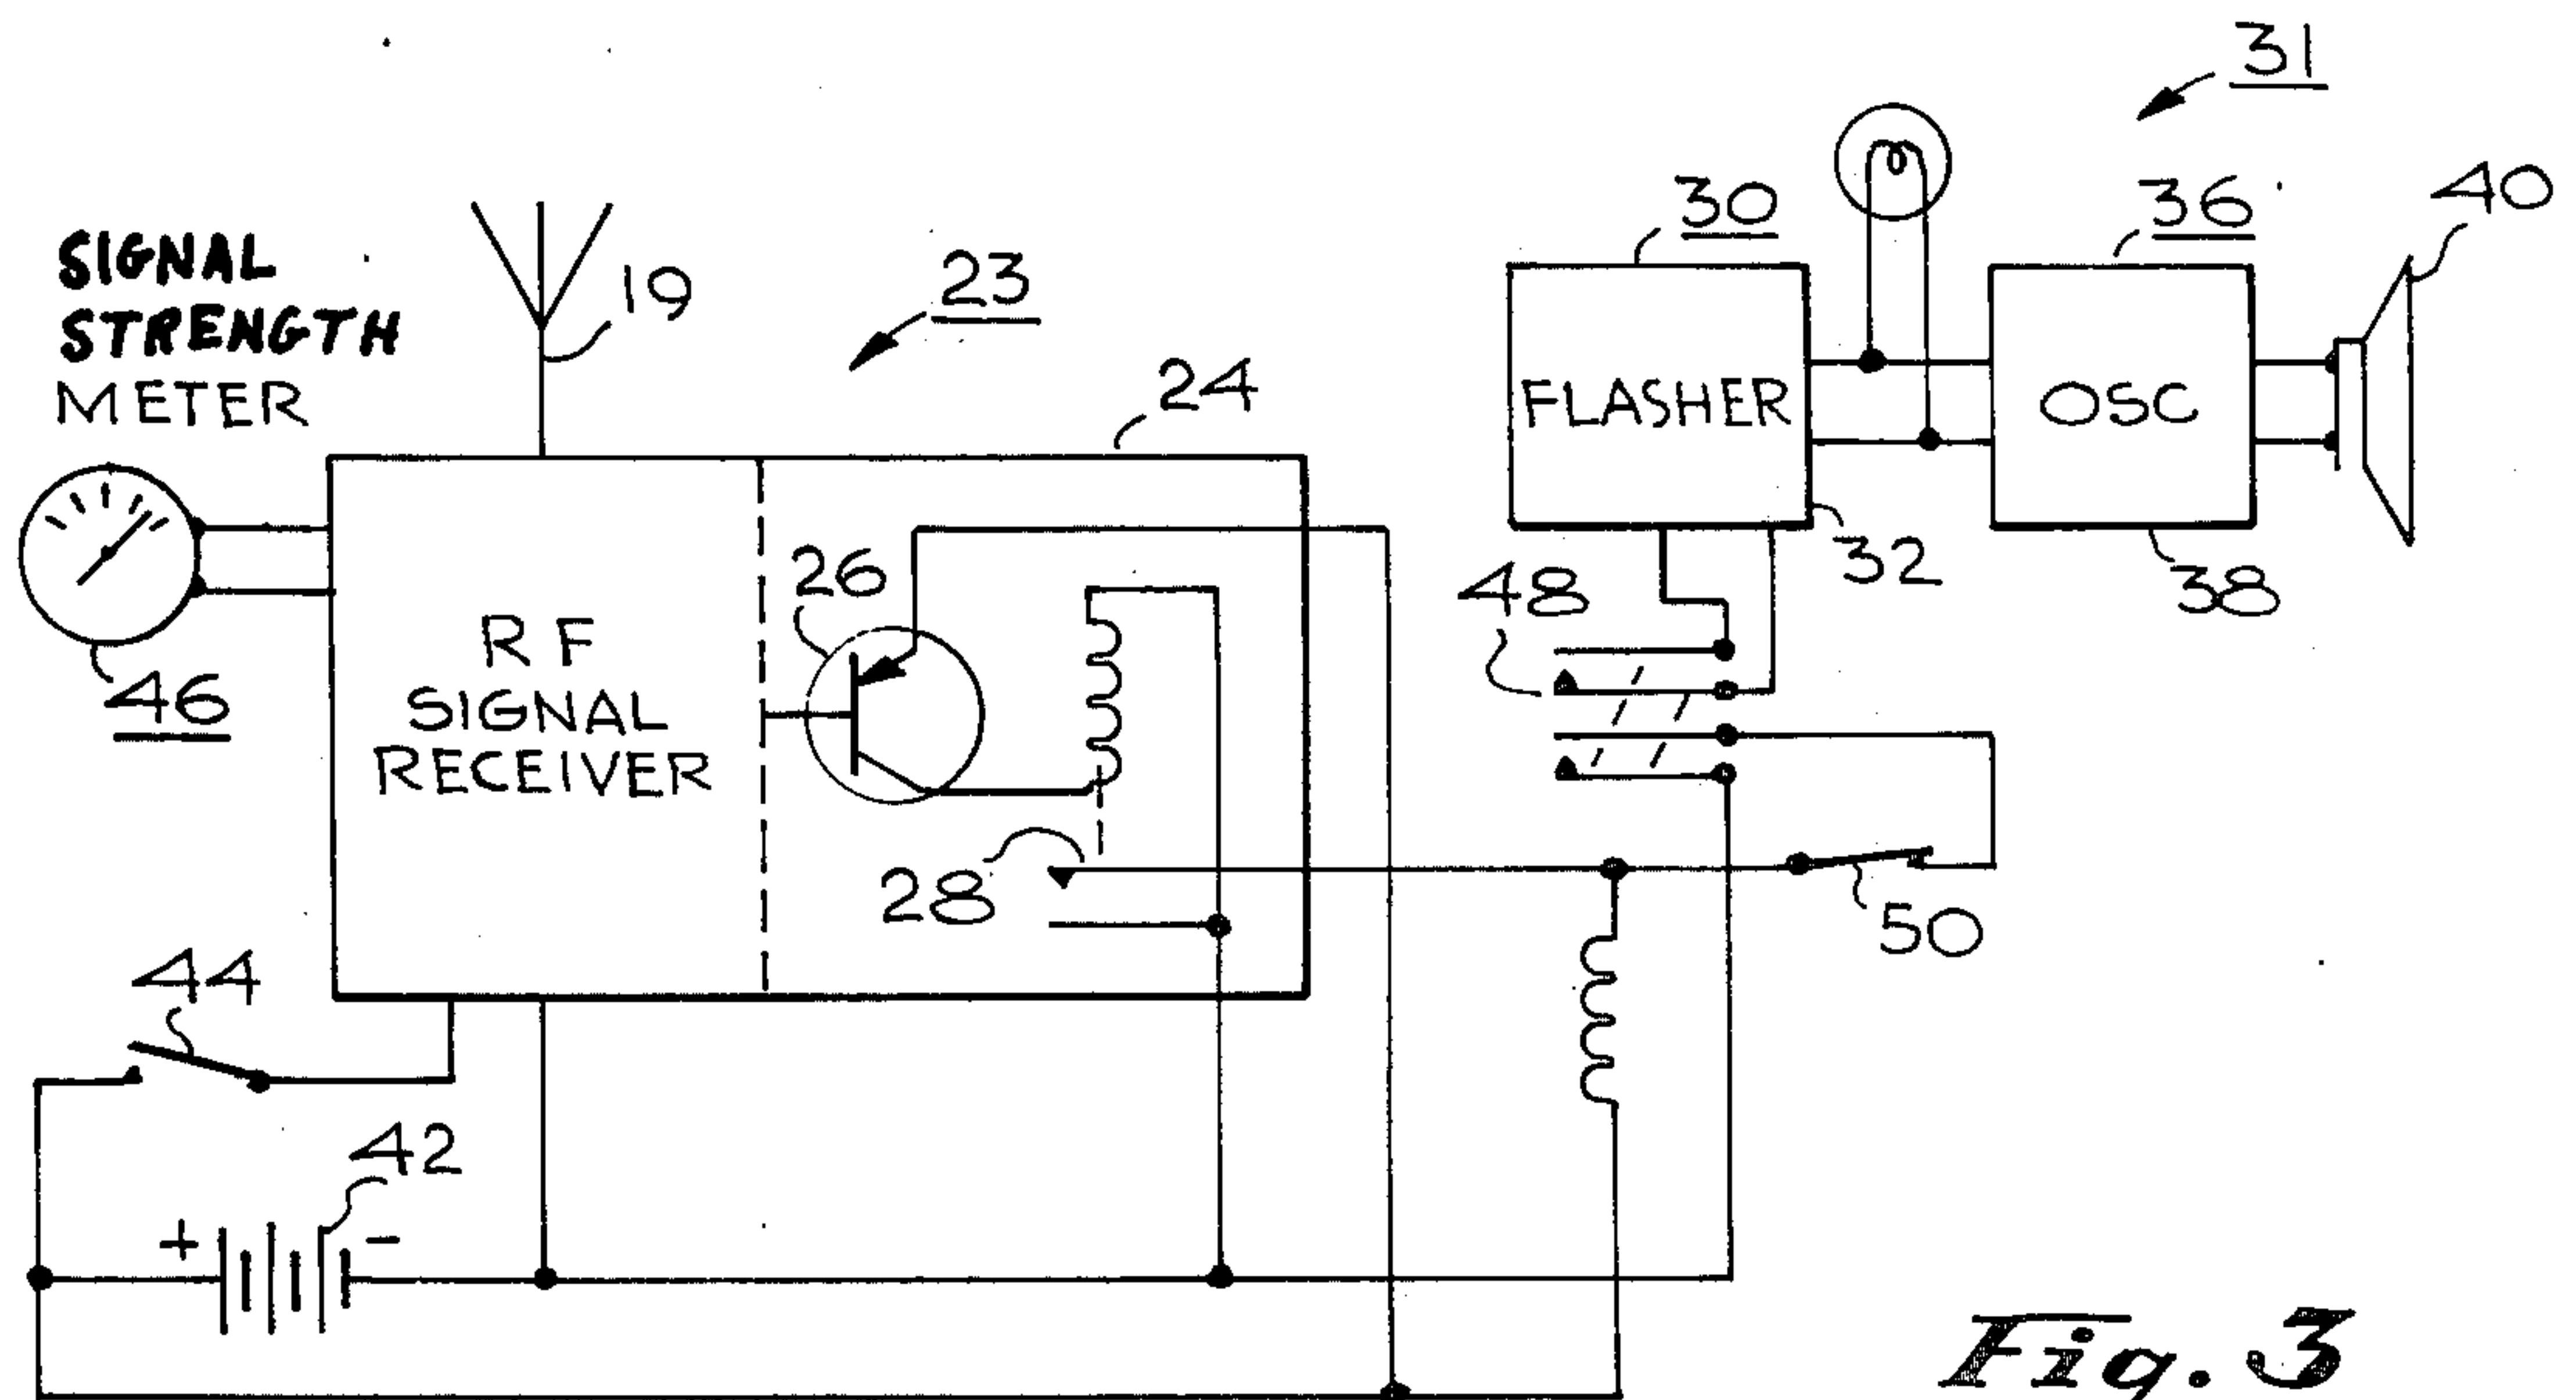 31
40
30
36
SIGNAL
STRENGTH
METER
19
23
24
FLASHER
OSC
32
38
48
26
RF
SIGNAL
RECEIVER
46
28
50
44
42
+
-
Fig. 3